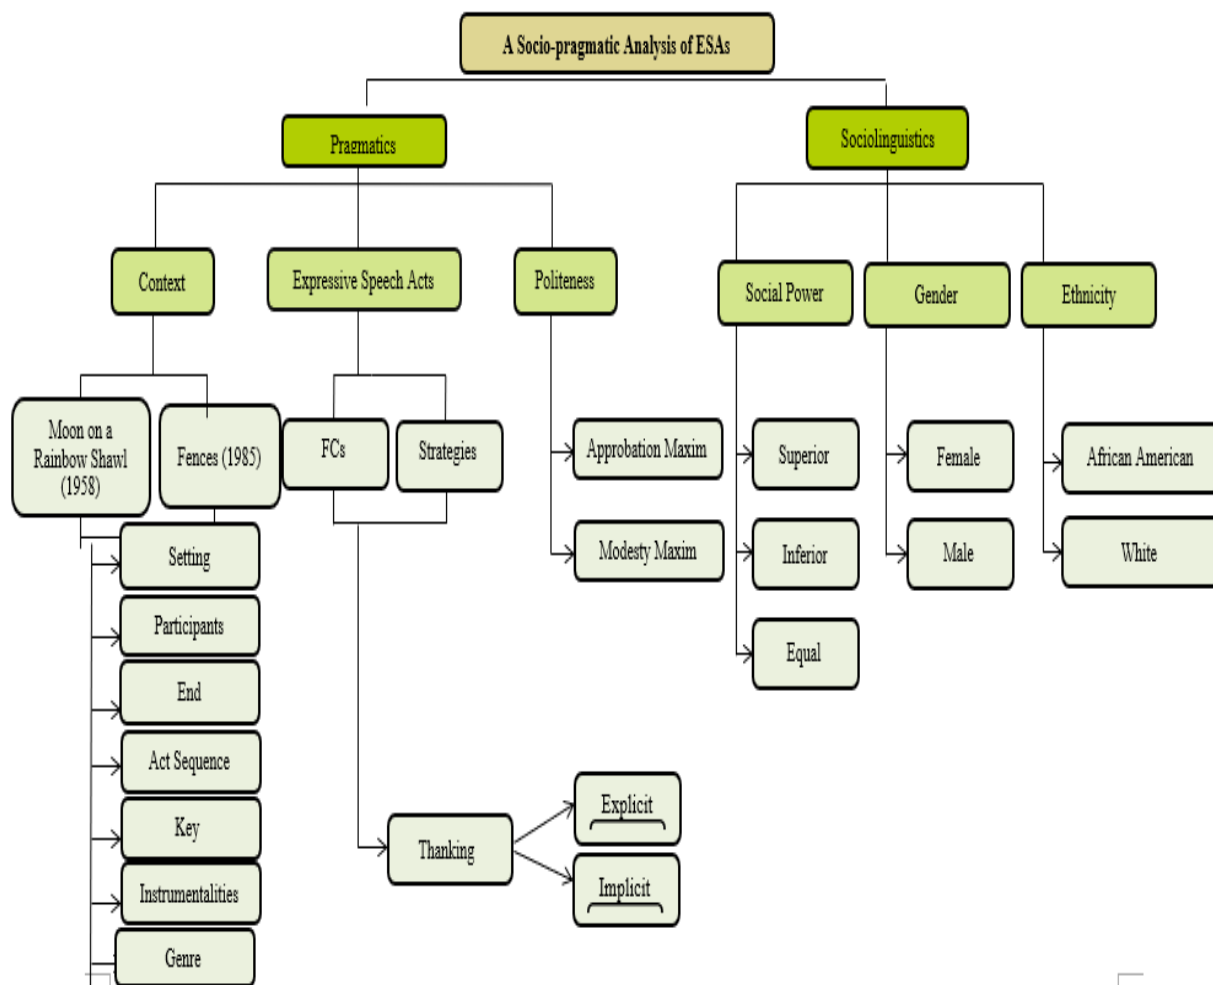 A Socio-pragmatic Analysis of ESAs
Pragmatics
Sociolinguistics
Context
Expressive Speech Acts
Politeness
Social Power
Gender
Ethnicity
Moon on a
Rainbow Shawl
(1958)
Fences (1985)
FCs
Strategies
Approbation Maxim
Modesty Maxim
Superior
Inferior
Equal
Female
Male
African American
White
Setting
Participants
End
Act Sequence
Key
Instrumentalities
Genre
Thanking
Explicit
Implicit